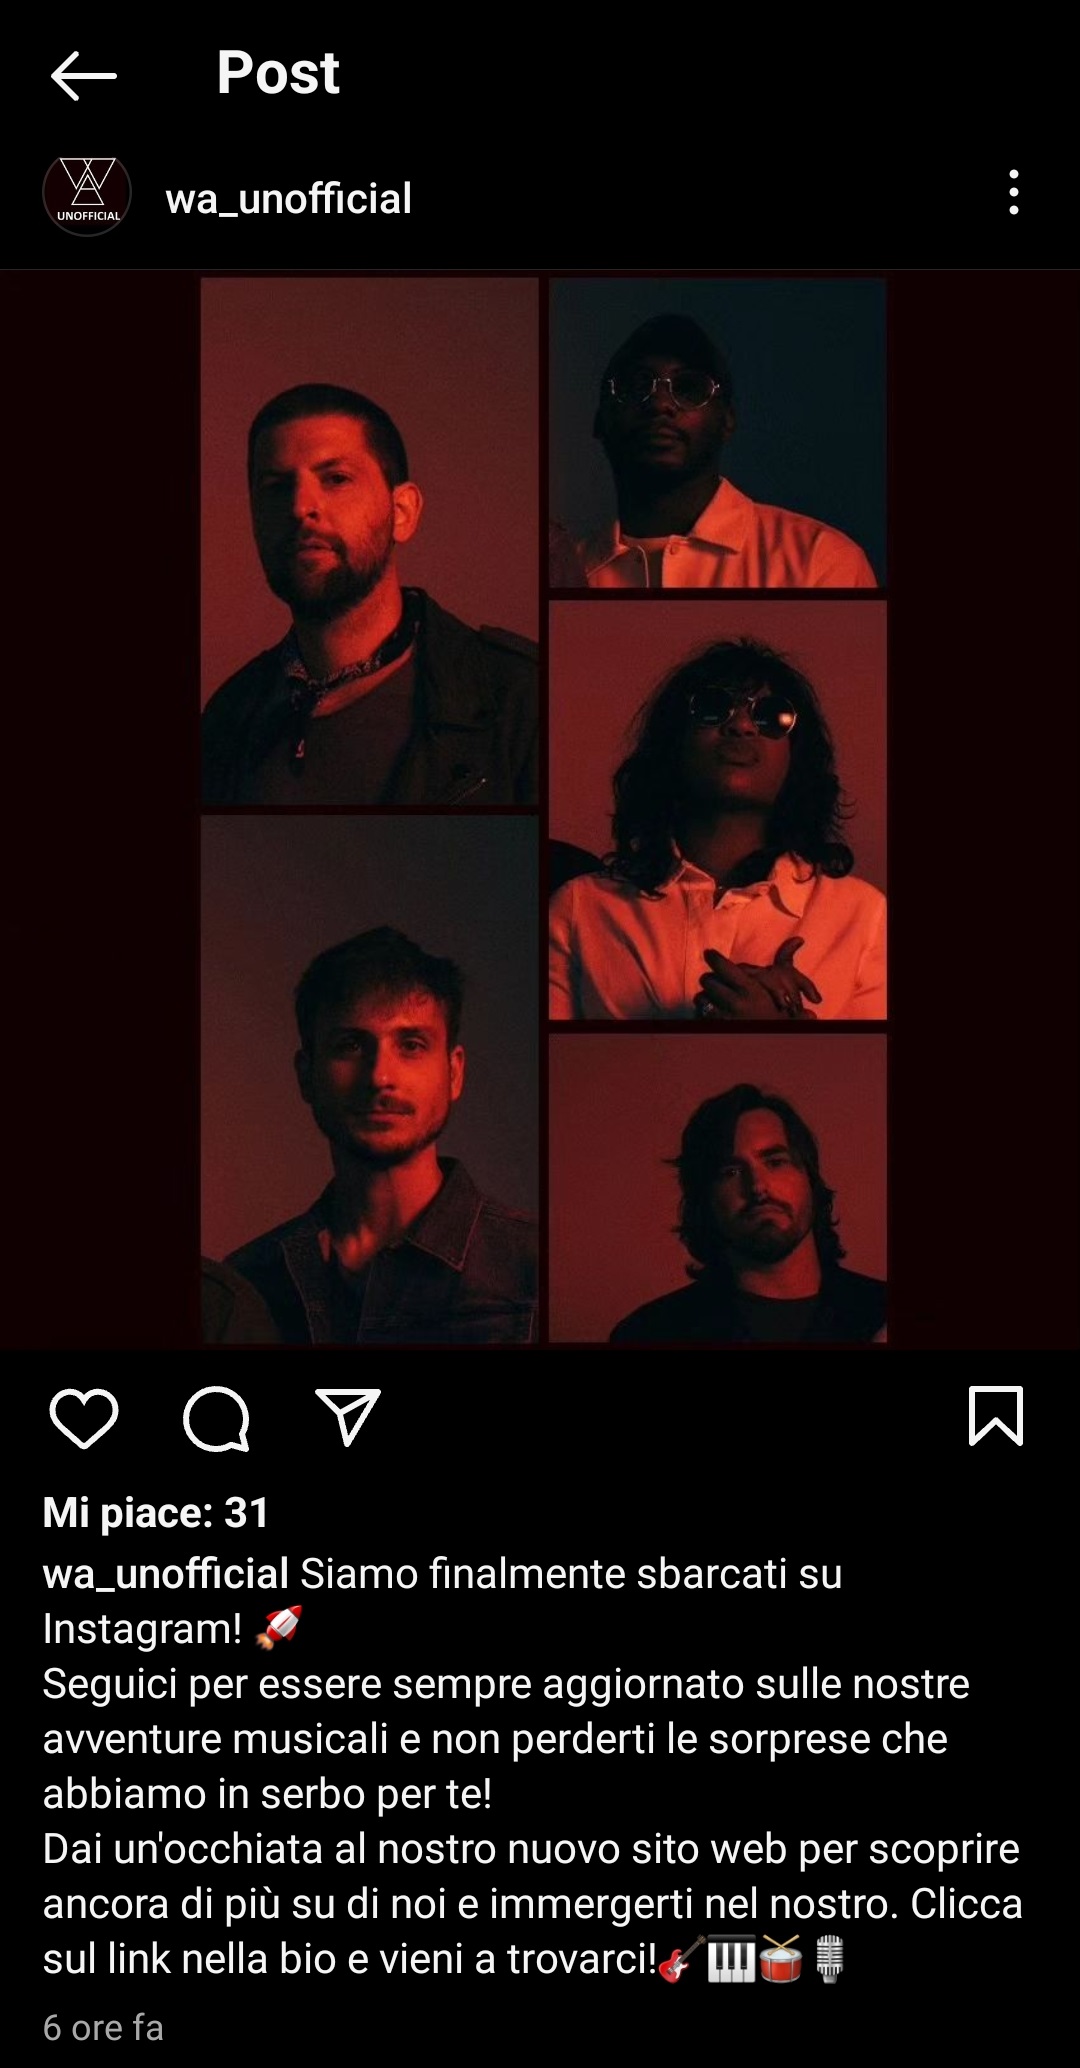 Post
WA
UNOFFICIAL
wa_unofficial
Mi piace: 31
wa_unofficial Siamo finalmente sbarcati su
Instagram! 🚀
Seguici per essere sempre aggiornato sulle nostre
avventure musicali e non perderti le sorprese che
abbiamo in serbo per te!
Dai un'occhiata al nostro nuovo sito web per scoprire
ancora di più su di noi e immergerti nel nostro. Clicca
sul link nella bio e vieni a trovarci!🎸🎹🥁🎙
6 ore fa